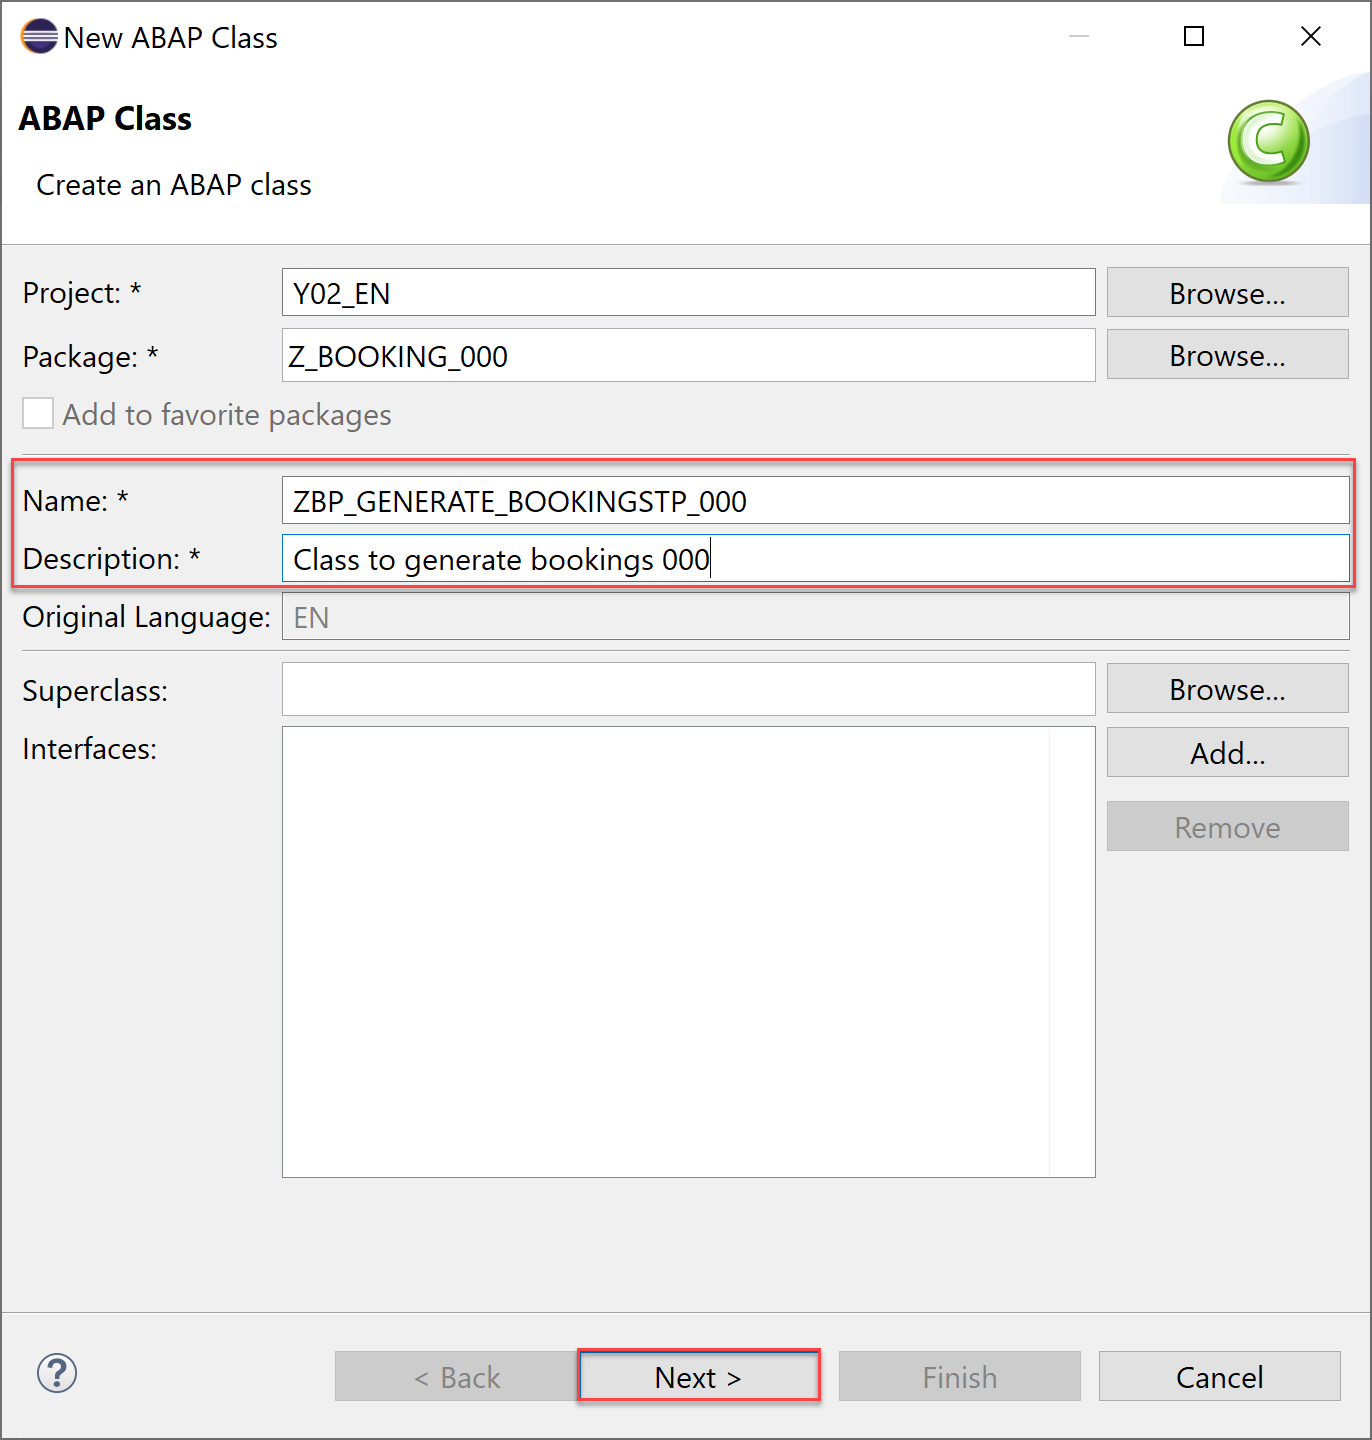 New ABAP Class
ABAP Class
Create an ABAP class
Project: * Y02_EN Browse...
Package: * Z_BOOKING_000 Browse...
Add to favorite packages
Name: * ZBP_GENERATE_BOOKINGSTP_000
Description: * Class to generate bookings 000
Original Language: EN
Superclass: Browse...
Interfaces: Add...
Remove
? < Back Next > Finish Cancel